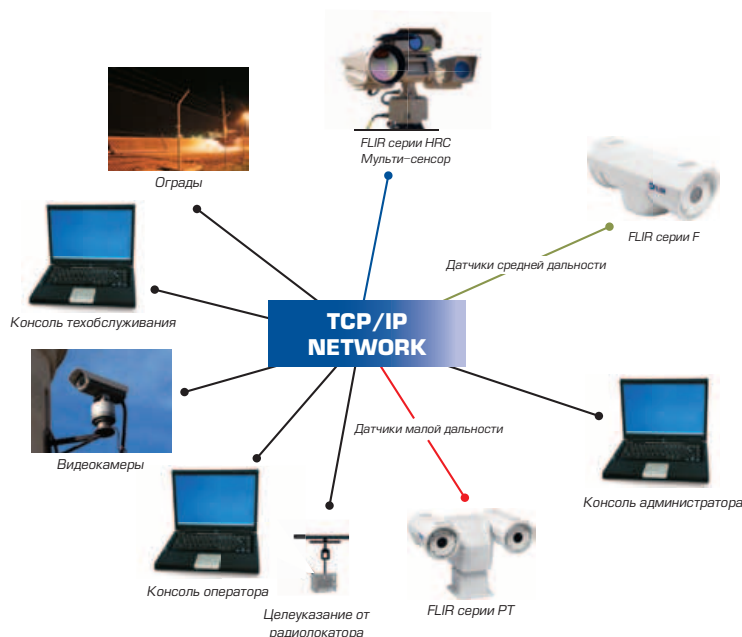 FLIR серии HRC
Мульти-сенсор
Ограды
FLIR серии F
Датчики средней дальности
Консоль техобслуживания
TCP/IP
NETWORK
Датчики малой дальности
Видеокамеры
Консоль администратора
Консоль оператора
FLIR серии PT
Целеуказание от
радиолокатора